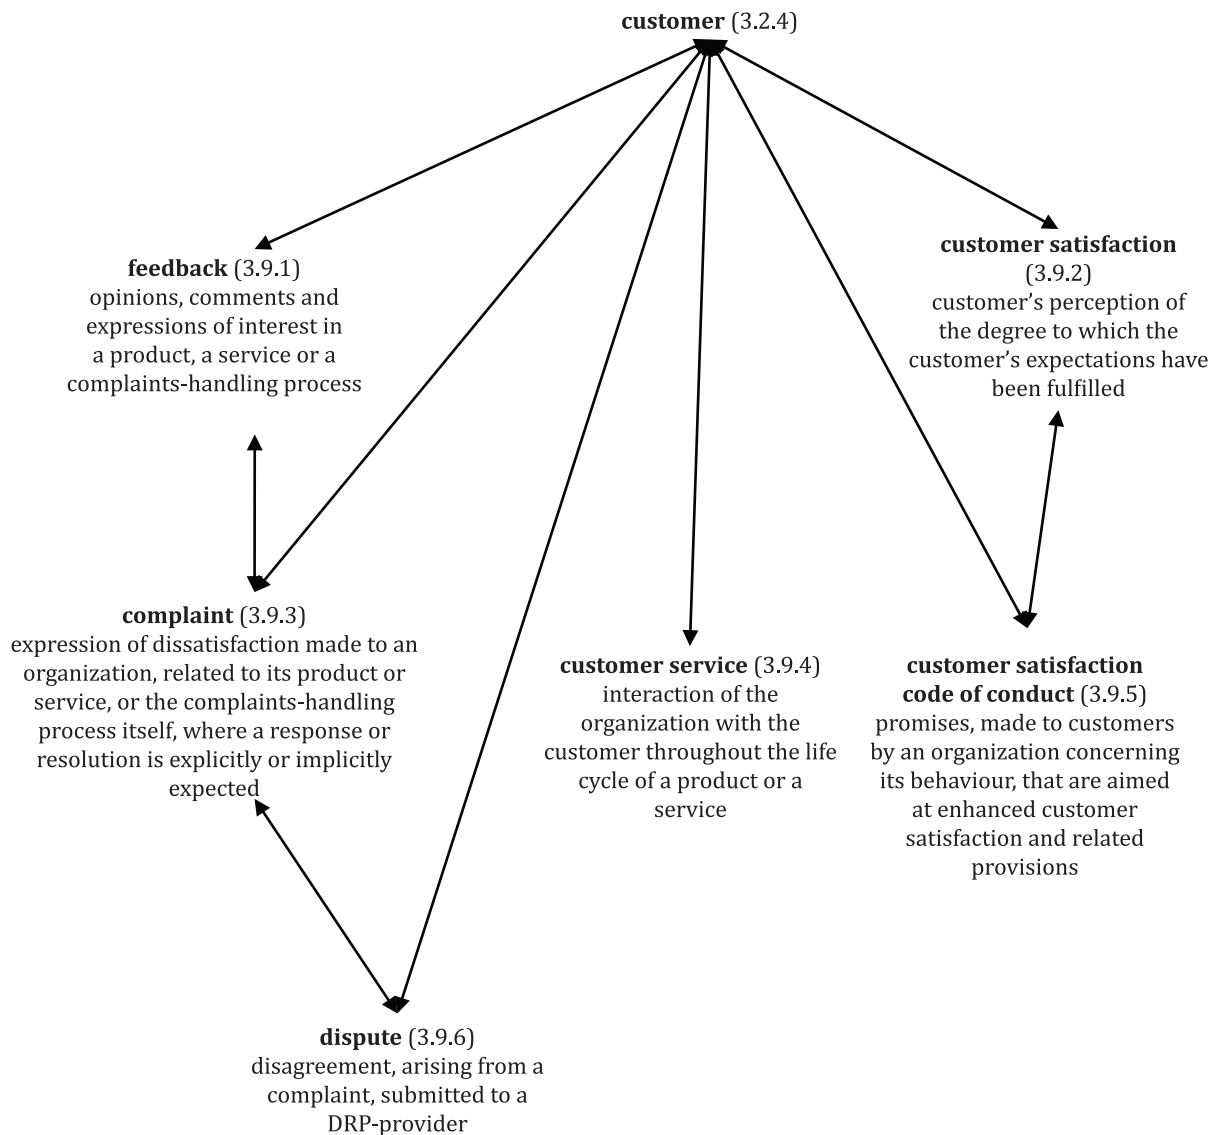 customer (3.2.4)
feedback (3.9.1)
opinions, comments and
expressions of interest in
a product, a service or a
complaints-handling process
customer satisfaction
(3.9.2)
customer’s perception of
the degree to which the
customer’s expectations have
been fulfilled
complaint (3.9.3)
expression of dissatisfaction made to an
organization, related to its product or
service, or the complaints-handling
process itself, where a response or
resolution is explicitly or implicitly
expected
customer service (3.9.4)
interaction of the
organization with the
customer throughout the life
cycle of a product or a
service
customer satisfaction
code of conduct (3.9.5)
promises, made to customers
by an organization concerning
its behaviour, that are aimed
at enhanced customer
satisfaction and related
provisions
dispute (3.9.6)
disagreement, arising from a
complaint, submitted to a
DRP-provider